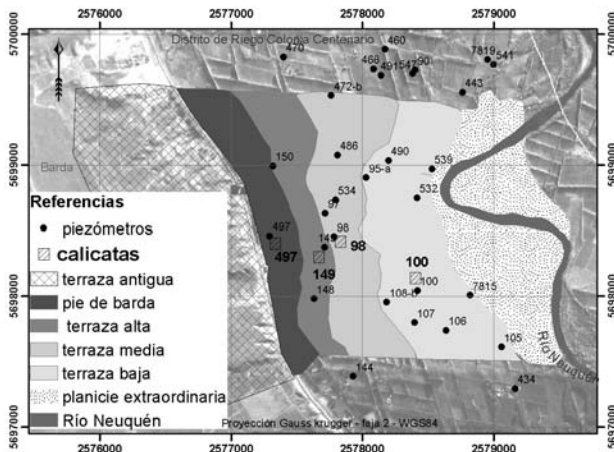 2576000 2577000 2578000 2579000
5700000 5700000
Distrito de Riego Colonia Centenario
470
460
7819
541
468
491
547
90
472-b
443
5699000 5699000
150
486
490
539
Barda
95-a
532
534
97
Referencias
piezómetros
calicatas
terraza antigua
pie de barda
terraza alta
terraza media
terraza baja
planicie extraordinaria
Río Neuquén
497
98
497
98
149
100
100
5698000 5698000
148
108-b
7815
107
106
105
Río Neuquén
144
434
Proyección Gauss kruger - faja 2 - WGS84
5697000 5697000
2576000 2577000 2578000 2579000